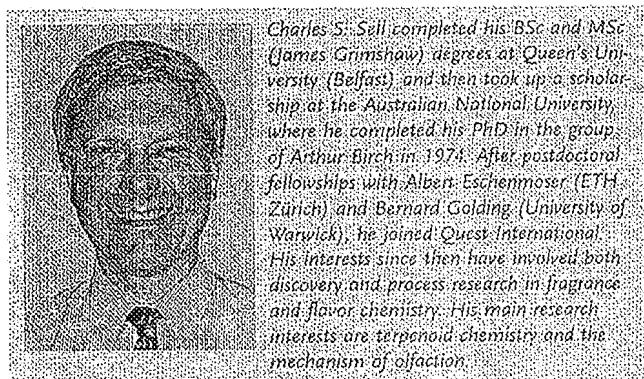 Charles S. Sell completed his BSc and MSc
(James Grimshaw) degrees at Queen's Uni-
versity (Belfast) and then took up a scholar-
ship at the Australian National University,
where he completed his PhD in the group
of Arthur Birch in 1974. After postdoctoral
fellowships with Albert Eschenmoser (ETH
Zürich) and Bernard Golding (University of
Warwick), he joined Quest International.
His interests since then have involved both
discovery and process research in fragrance
and flavor chemistry. His main research
interests are terpenoid chemistry and the
mechanism of olfaction.